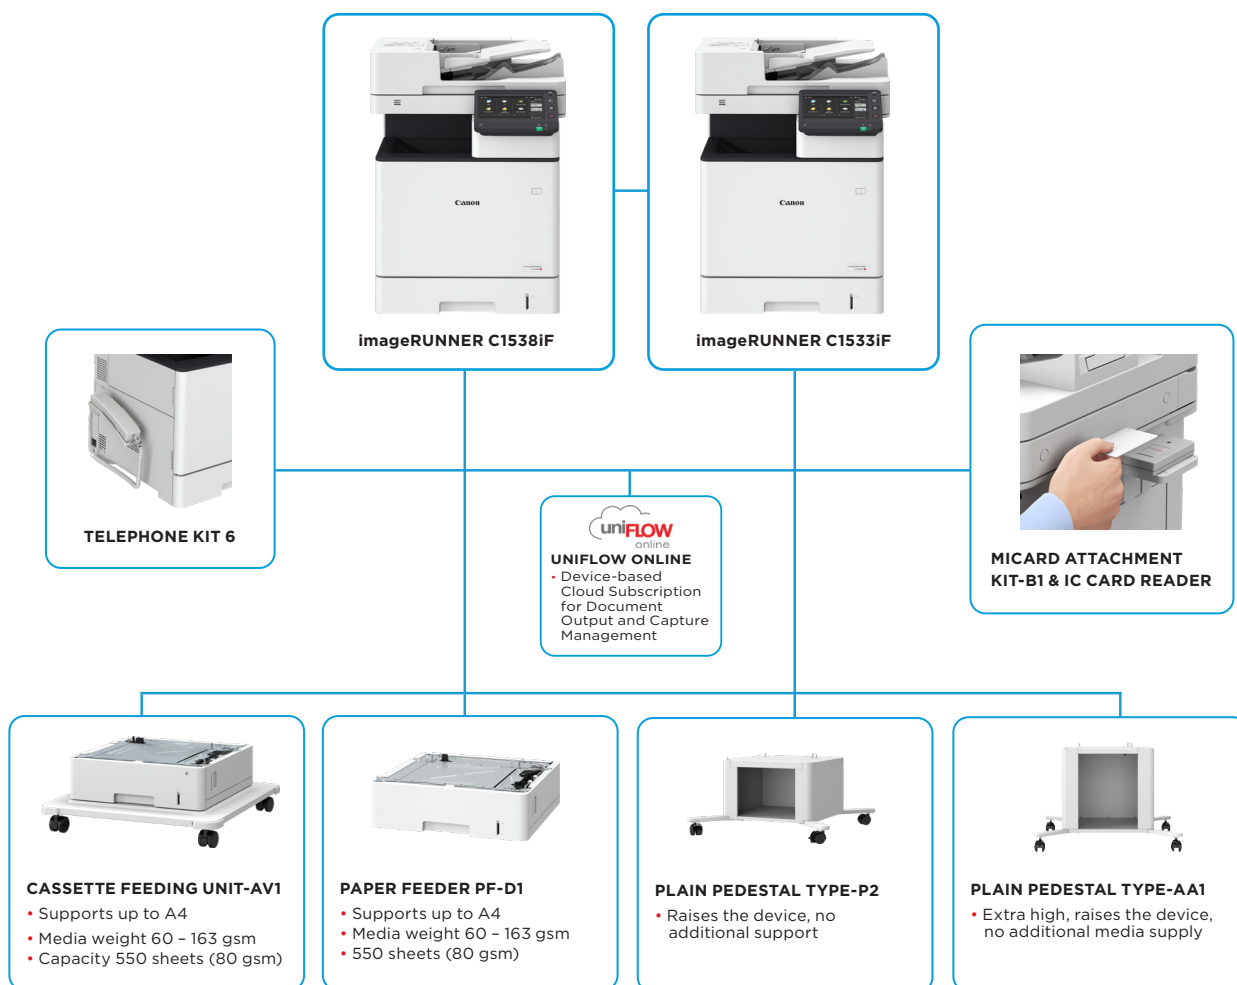 Canon
Canon
imageRUNNER C1538iF
imageRUNNER C1533iF
TELEPHONE KIT 6
uniFLOW
online
UNIFLOW ONLINE
• Device-based
Cloud Subscription
for Document
Output and Capture
Management
MICARD ATTACHMENT
KIT-B1 & IC CARD READER
CASSETTE FEEDING UNIT-AV1
• Supports up to A4
• Media weight 60 – 163 gsm
• Capacity 550 sheets (80 gsm)
PAPER FEEDER PF-D1
• Supports up to A4
• Media weight 60 – 163 gsm
• 550 sheets (80 gsm)
PLAIN PEDESTAL TYPE-P2
• Raises the device, no
additional support
PLAIN PEDESTAL TYPE-AA1
• Extra high, raises the device,
no additional media supply